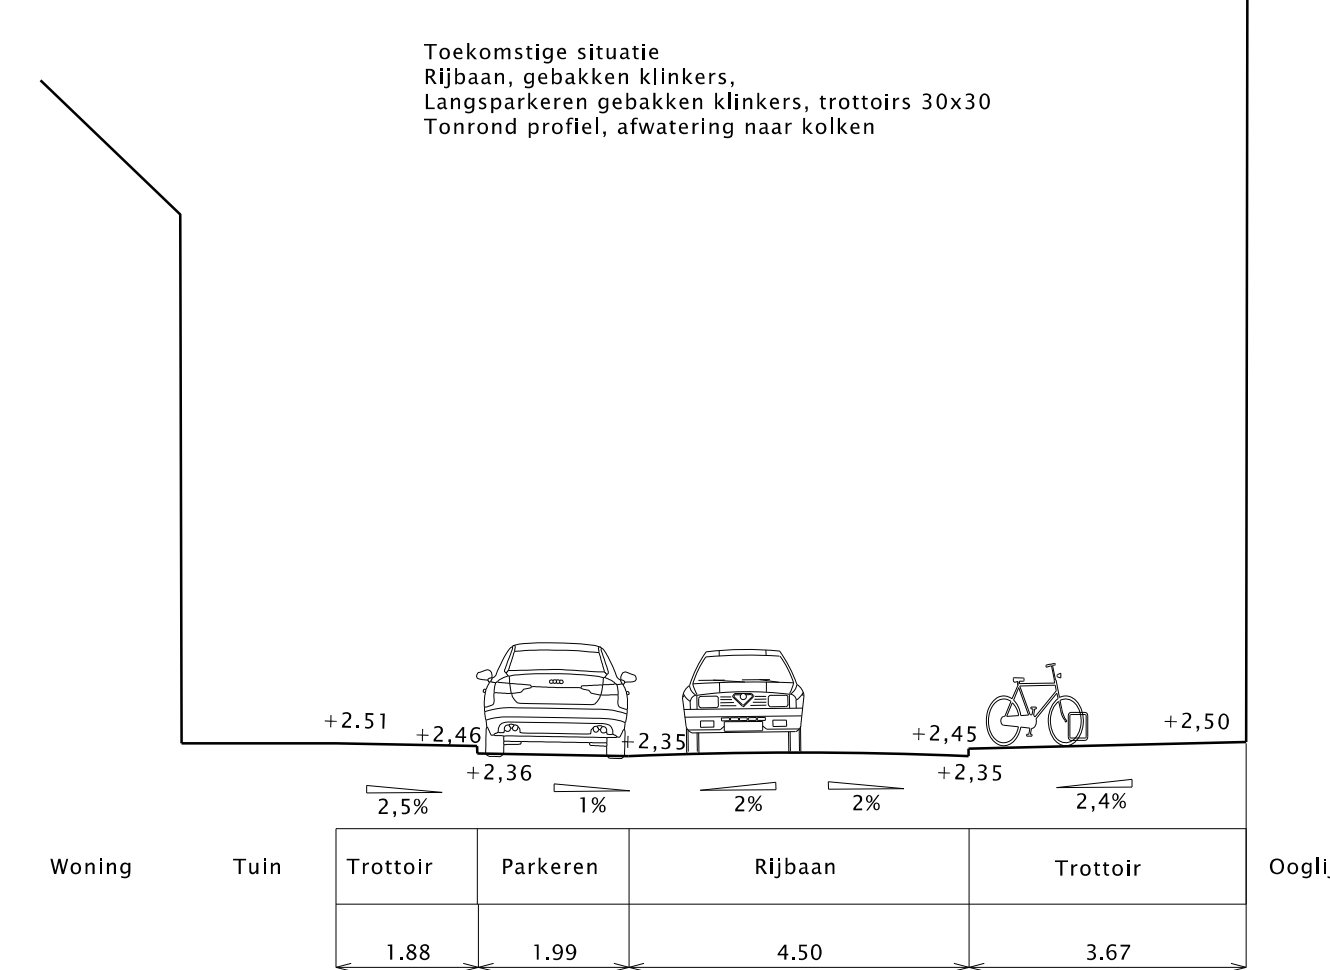 Toekomstige situatie
Rijbaan, gebakken klinkers,
Langsparkeren gebakken klinkers, trottoirs 30x30
Tonrond profiel, afwatering naar kolken
+2.51
+2,46
+2,35
+2,45
+2,50
+2,36
+2,35
2,5%
1%
2%
2%
2,4%
Woning Tuin Trottoir Parkeren Rijbaan Trottoir
1.88 1.99 4.50 3.67